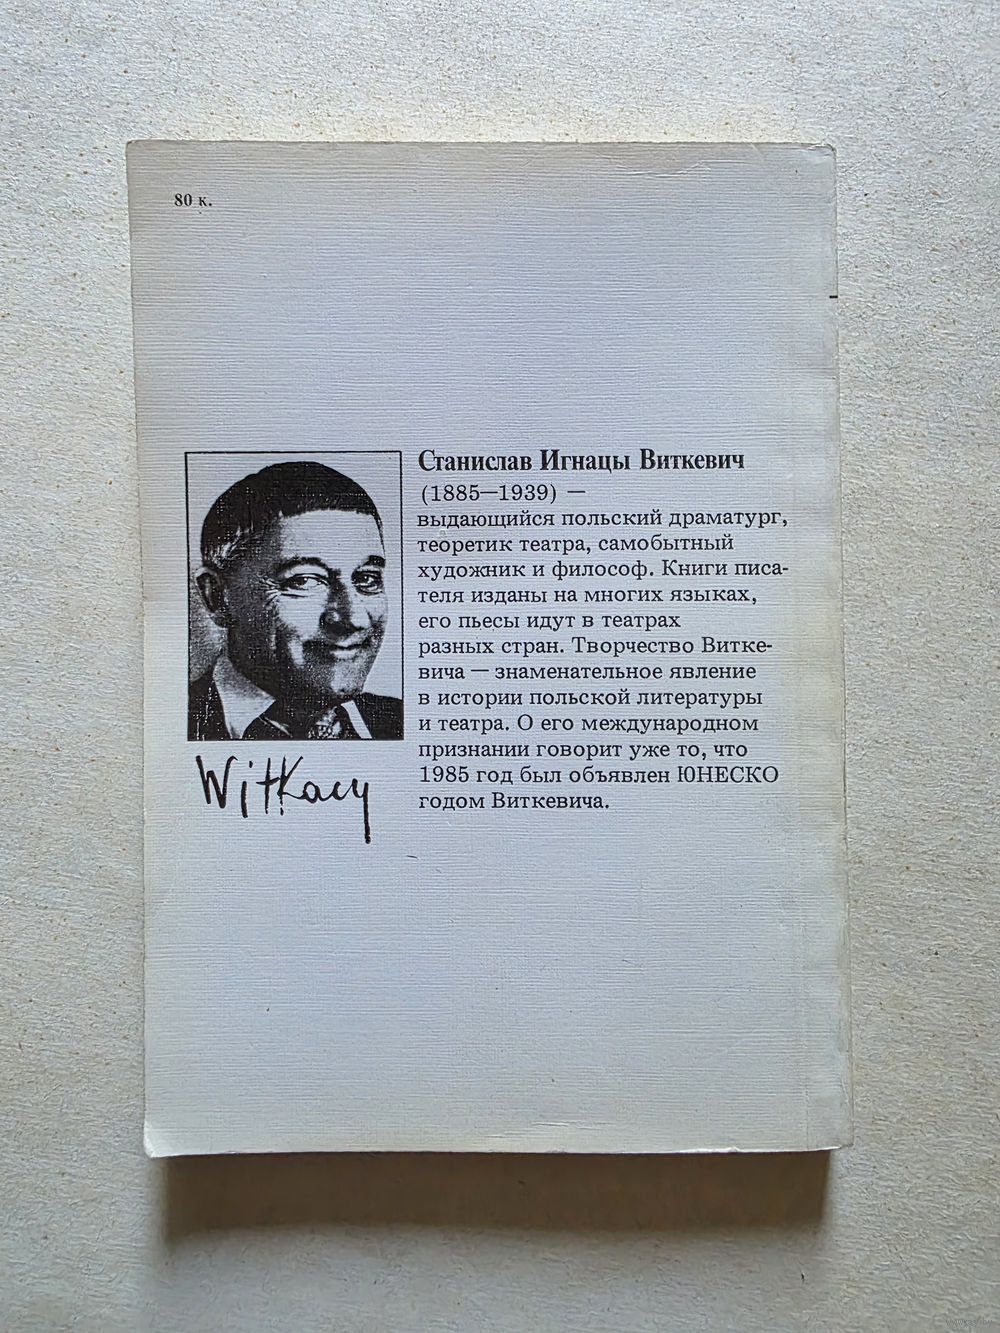 80 к.
Станислав Игнацы Виткевич
(1885—1939) —
выдающийся польский драматург,
теоретик театра, самобытный
художник и философ. Книги писа-
теля изданы на многих языках,
его пьесы идут в театрах
разных стран. Творчество Витке-
вича — знаменательное явление
в истории польской литературы
и театра. О его международном
признании говорит уже то, что
1985 год был объявлен ЮНЕСКО
годом Виткевича.
Witkacy